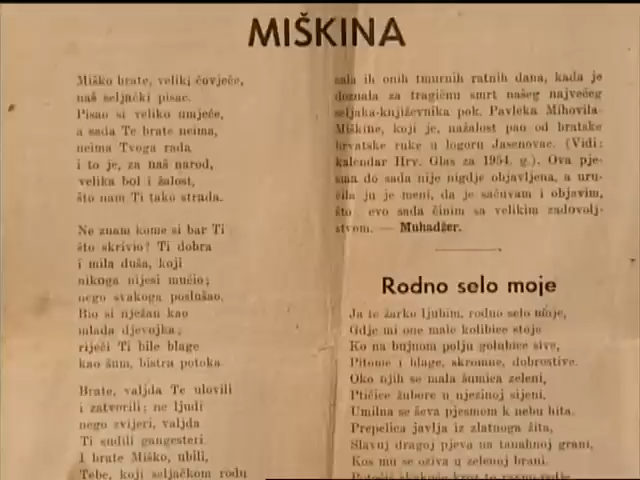 MIŠKINA
Miško brate, veliki čovječe,
naš seljački pisac.
Pisao si veliko umječe,
a sada Te brate neima,
neima Tvoga rada
i to je, za naš narod,
velika bol i žalost,
što nam Ti tako strada.
Ne znam kome si bar Ti
što skrivio? Ti dobra
i mila duša, koji
nikoga nijesi mučio;
nego svakoga poslušao.
Bio si nježan kao
mlada djevojka;
riječi Ti bile blage
kao šum, bistra potoka.
Brate, valjda Te ulovili
i zatvorili; ne ljudi
nego zvijeri, valjda
Ti sudili gangesteri.
I brate Miško, ubili,
Tebe, koji seljačkom rodu
sala ih onih tmurnih ratnih dana, kada je
doznala za tragičnu smrt našeg najvećeg
seljaka-književnika pok. Pavleka Mihovila-
Miškine, koji je, nažalost pao od bratske
hrvatske ruke u logoru Jasenovac. (Vidi:
kalendar Hrv. Glas za 1954. g.). Ova pje-
sma do sada nije nigdje objavljena, a uru-
čila ju je meni, da je sačuvam i objavim,
što evo sada činim sa velikim zadovolj-
stvom. — Muhadžer.
Rodno selo moje
Ja te žarko ljubim, rodno selo moje,
Gdje mi one male kolibice stoje
Ko na bujnom polju golubice sive,
Pitome i blage, skromne, dobrostive.
Oko njih se mala šumica zeleni,
Ptičice žubore u njezinoj sijeni.
Umilna se ševa pjesmom k nebu hita.
Prepelica javlja iz zlatnoga žita,
Slavuj dragoj pjeva na tananoj grani,
Kos mu se oziva u zelenoj brani.